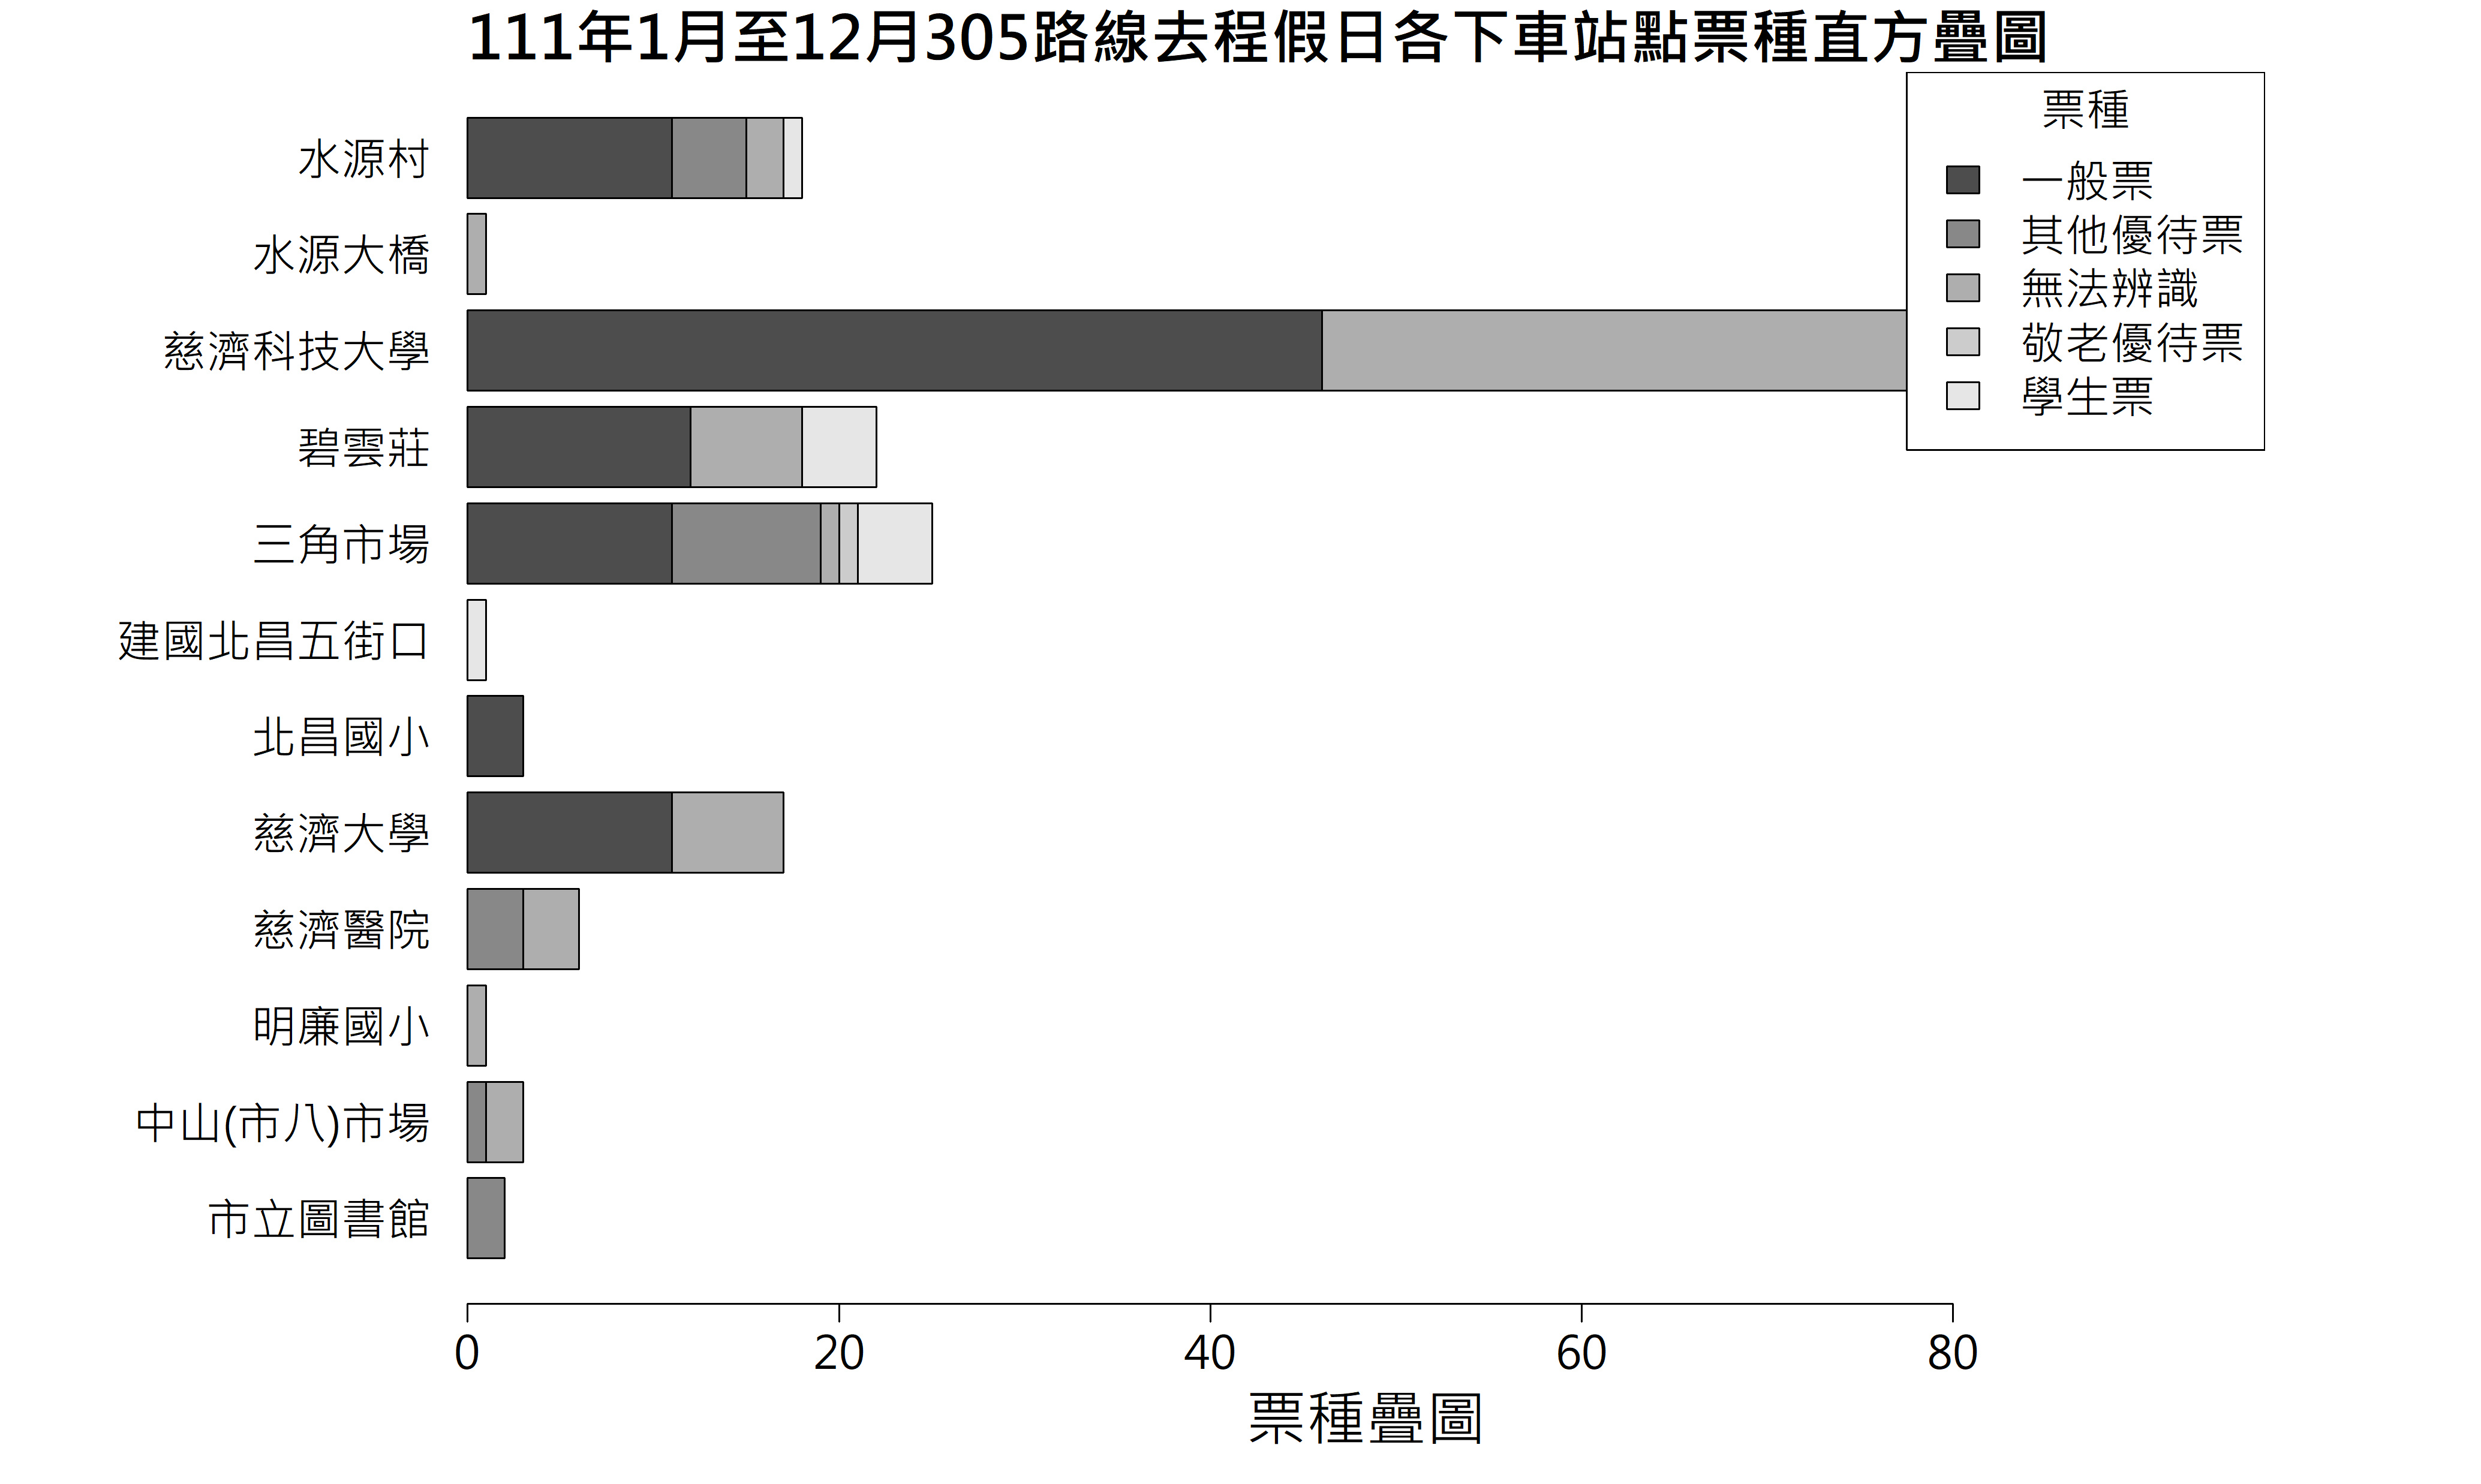 111年1月至12月305路線去程假日各下車站點票種直方疊圖
票種
一般票
其他優待票
無法辨識
敬老優待票
學生票
水源村
水源大橋
慈濟科技大學
碧雲莊
三角市場
建國北昌五街口
北昌國小
慈濟大學
慈濟醫院
明廉國小
中山(市八)市場
市立圖書館
0 20 40 60 80
票種疊圖